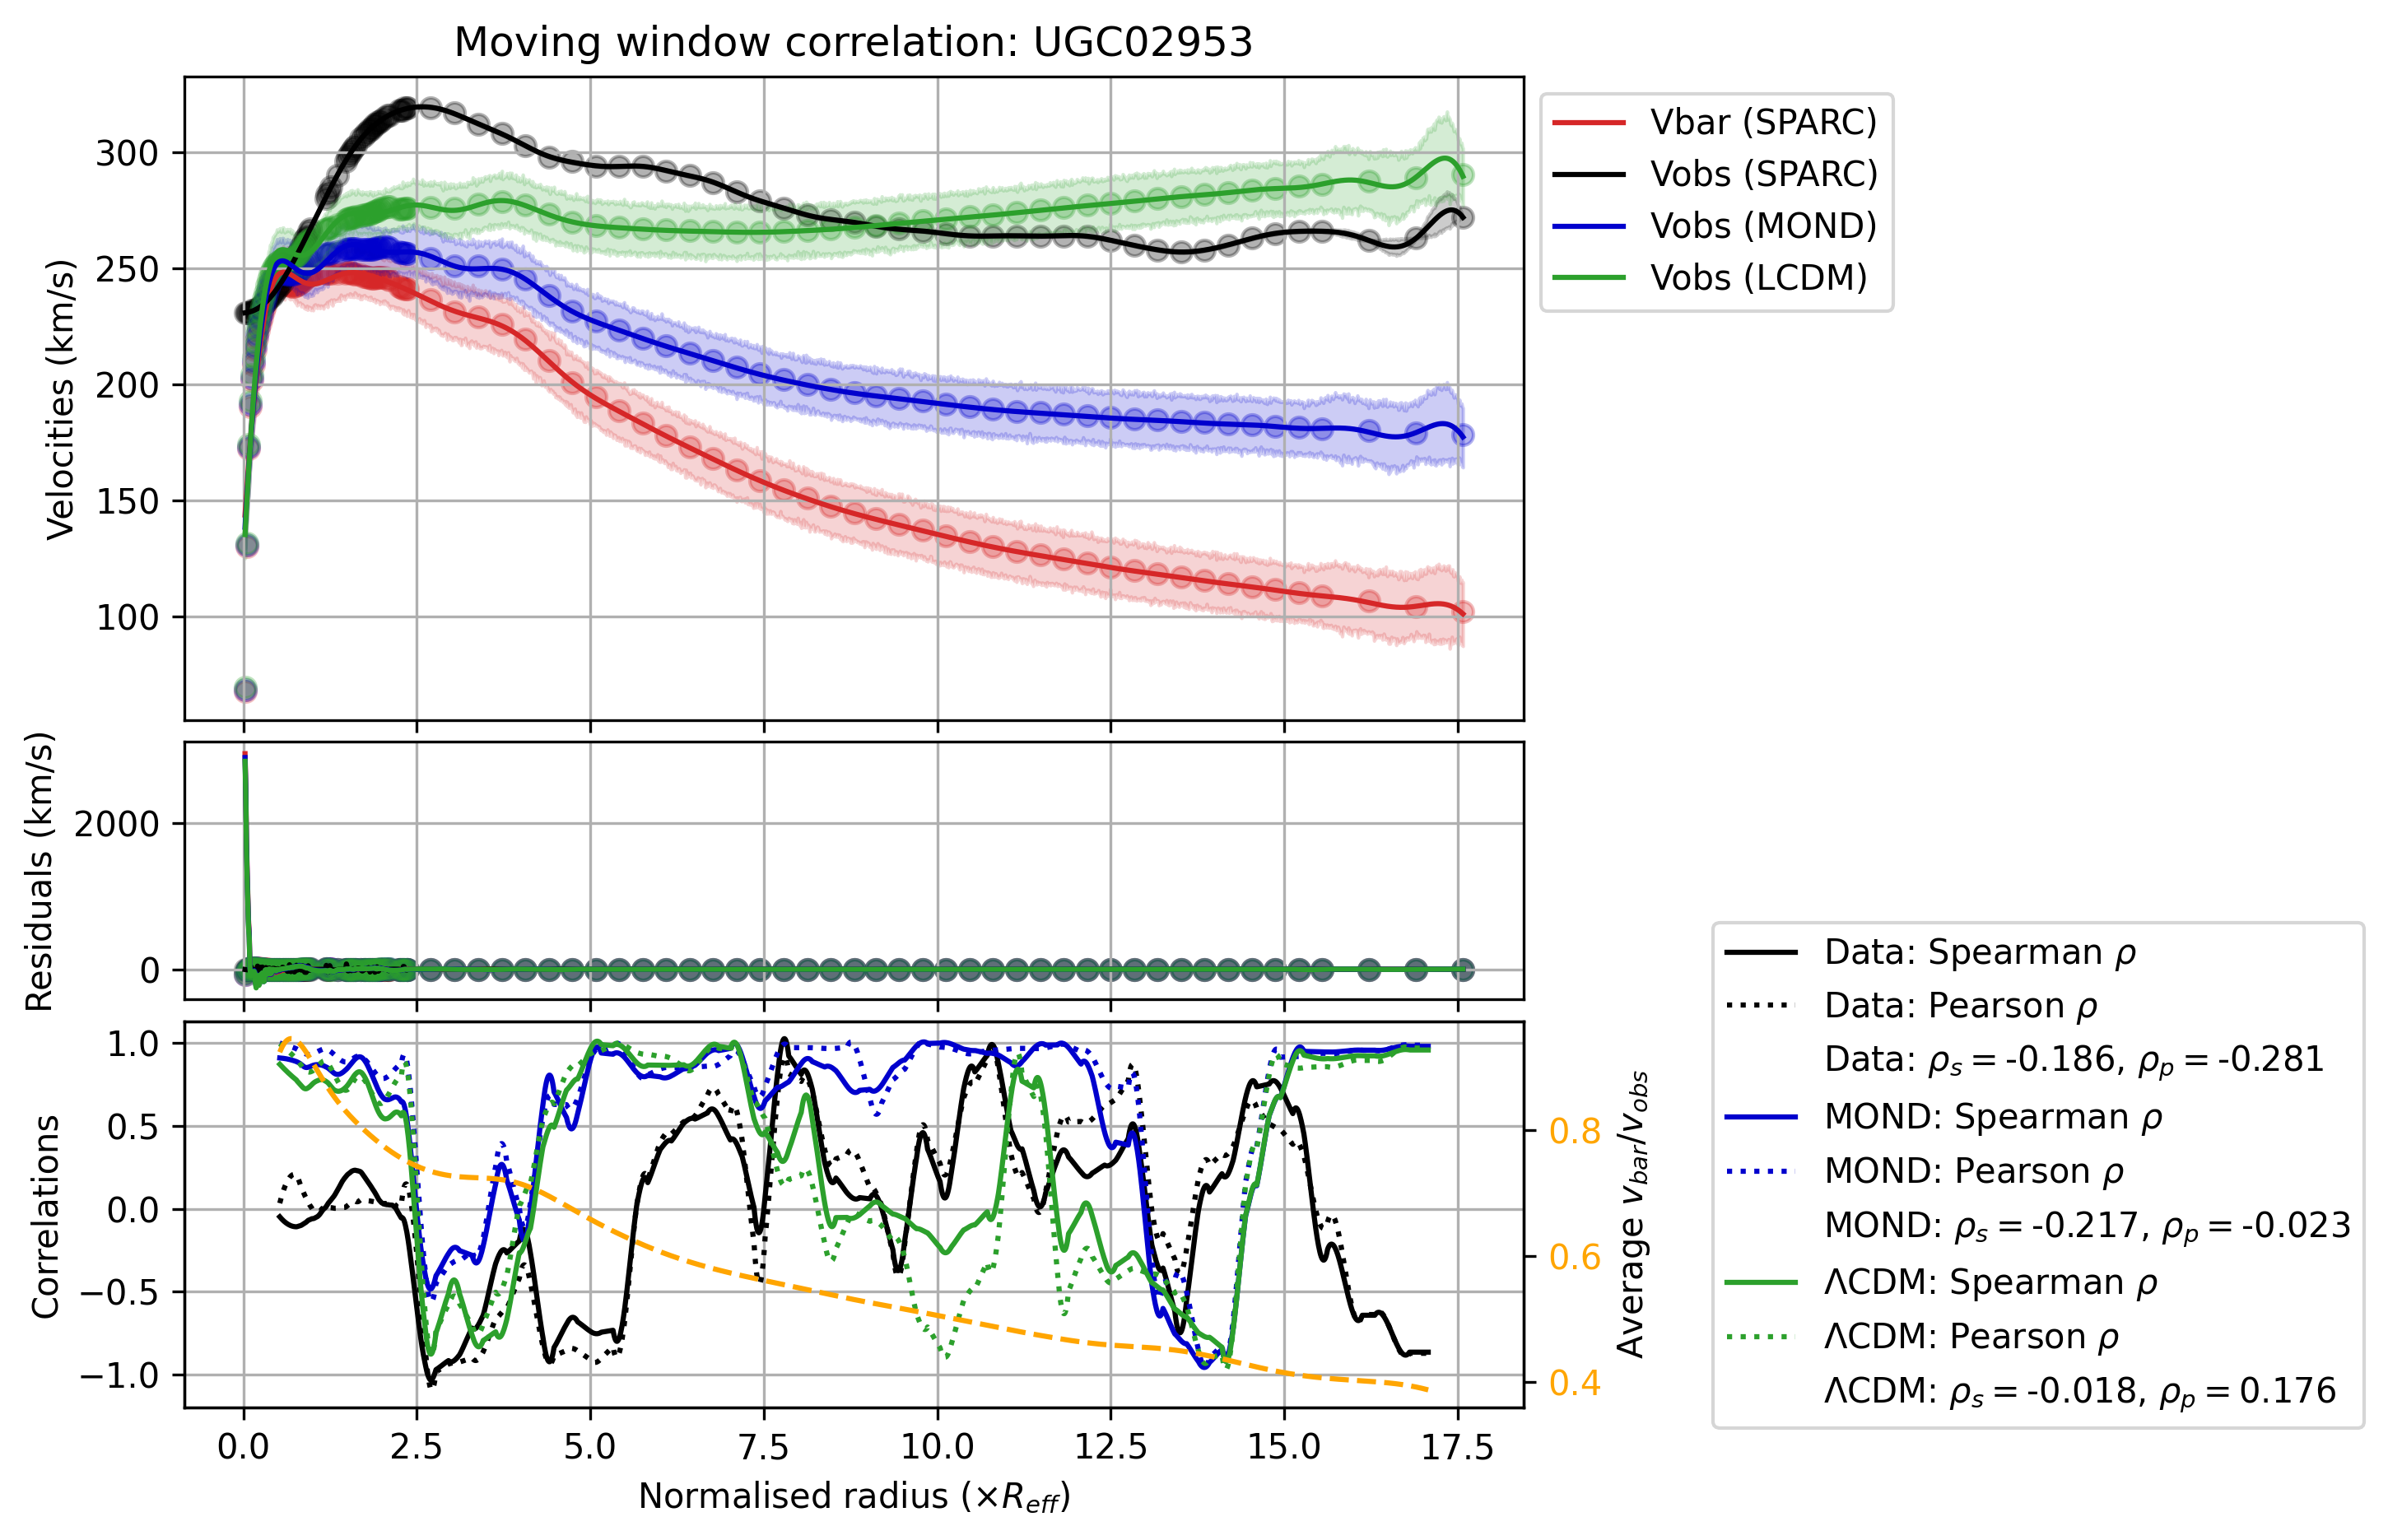 Moving window correlation: UGC02953
Velocities (km/s)
300
250
200
150
100
Vbar (SPARC)
Vobs (SPARC)
Vobs (MOND)
Vobs (LCDM)
Residuals (km/s)
2000
0
Correlations
1.0
0.5
0.0
−0.5
−1.0
0.8
0.6
0.4
Average v_bar/v_obs
0.0 2.5 5.0 7.5 10.0 12.5 15.0 17.5
Normalised radius (×R_eff)
Data: Spearman ρ
Data: Pearson ρ
Data: ρ_s = -0.186, ρ_p = -0.281
MOND: Spearman ρ
MOND: Pearson ρ
MOND: ρ_s = -0.217, ρ_p = -0.023
ΛCDM: Spearman ρ
ΛCDM: Pearson ρ
ΛCDM: ρ_s = -0.018, ρ_p = 0.176